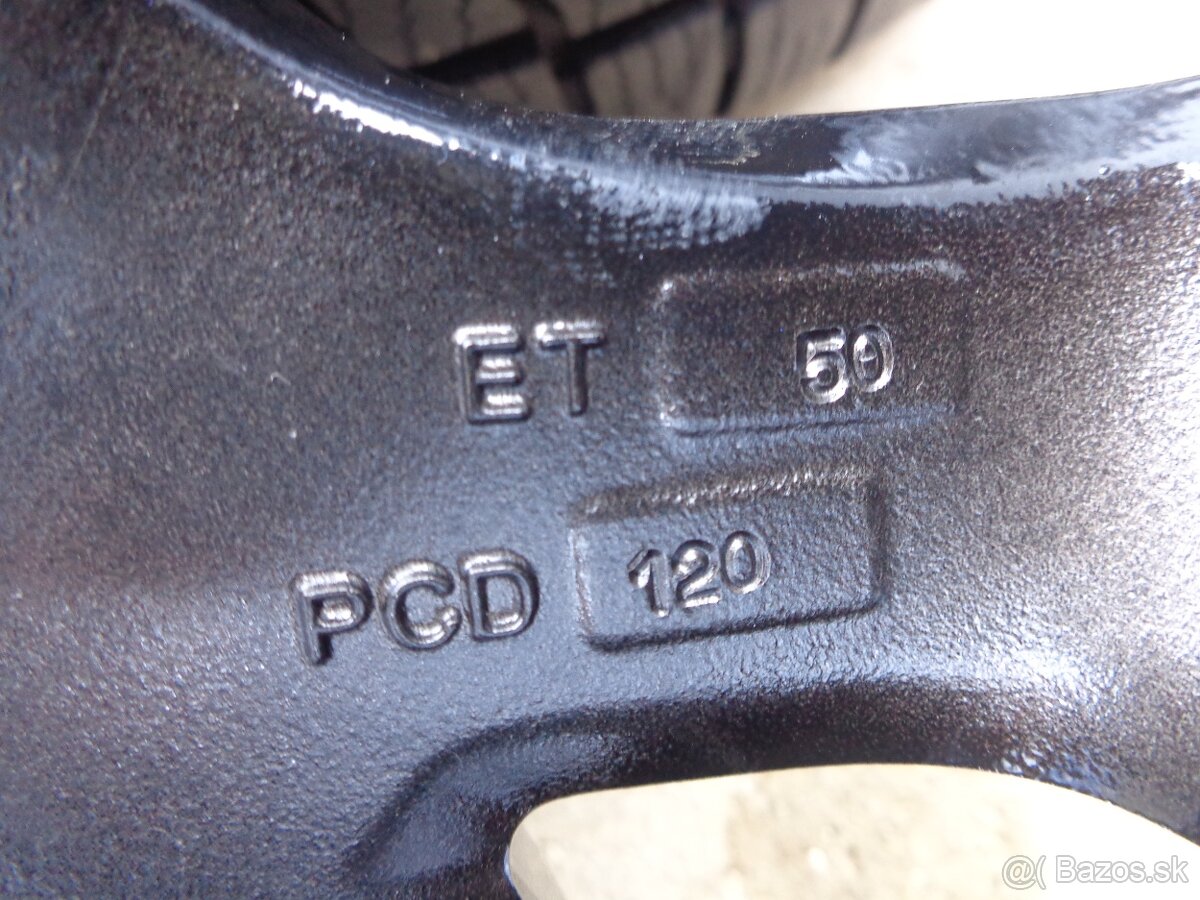 ET 50
PCD 120
@( Bazos.sk